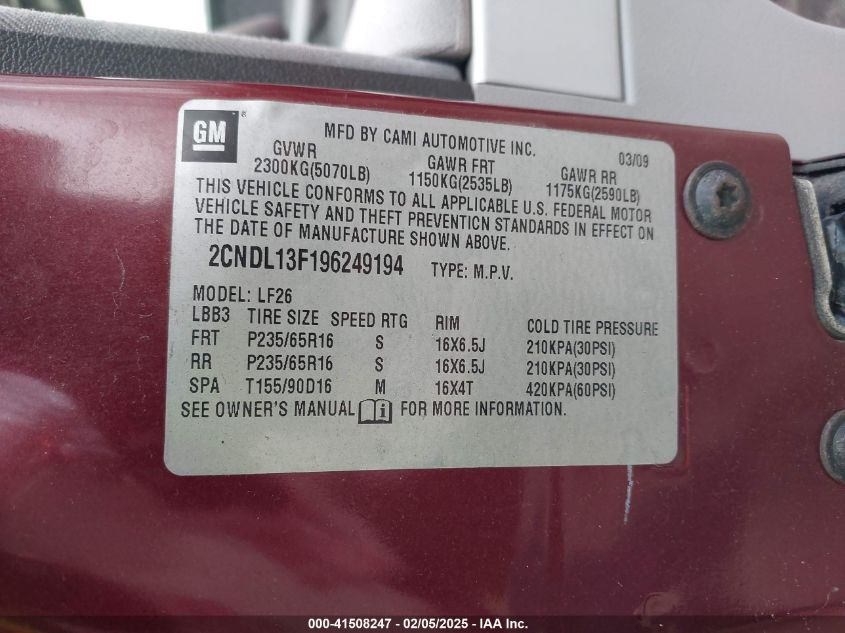 GM
MFD BY CAMI AUTOMOTIVE INC. 03/09
GVWR GAWR FRT GAWR RR
2300KG(5070LB) 1150KG(2535LB) 1175KG(2590LB)
THIS VEHICLE CONFORMS TO ALL APPLICABLE U.S. FEDERAL MOTOR
VEHICLE SAFETY AND THEFT PREVENTION STANDARDS IN EFFECT ON
THE DATE OF MANUFACTURE SHOWN ABOVE.
2CNDL13F196249194 TYPE: M.P.V.
MODEL: LF26
LBB3 TIRE SIZE SPEED RTG RIM COLD TIRE PRESSURE
FRT P235/65R16 S 16X6.5J 210KPA(30PSI)
RR P235/65R16 S 16X6.5J 210KPA(30PSI)
SPA T155/90D16 M 16X4T 420KPA(60PSI)
SEE OWNER'S MANUAL i FOR MORE INFORMATION.
000-41508247 - 02/05/2025 - IAA Inc.